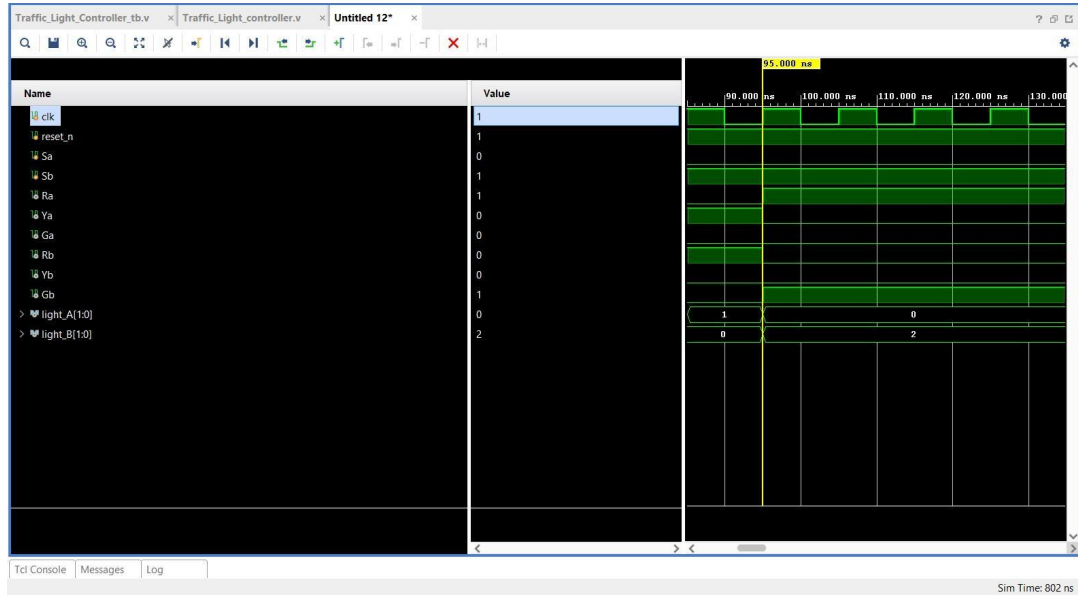 Traffic_Light_Controller_tb.v × Traffic_Light_controller.v × Untitled 12* ×
95.000 ns
Name Value
90.000 ns 100.000 ns 110.000 ns 120.000 ns 130.000
clk 1
reset_n 1
Sa 0
Sb 1
Ra 1
Ya 0
Ga 0
Rb 0
Yb 0
Gb 1
light_A[1:0] 0 1 0
light_B[1:0] 2 0 2
Tcl Console Messages Log
Sim Time: 802 ns